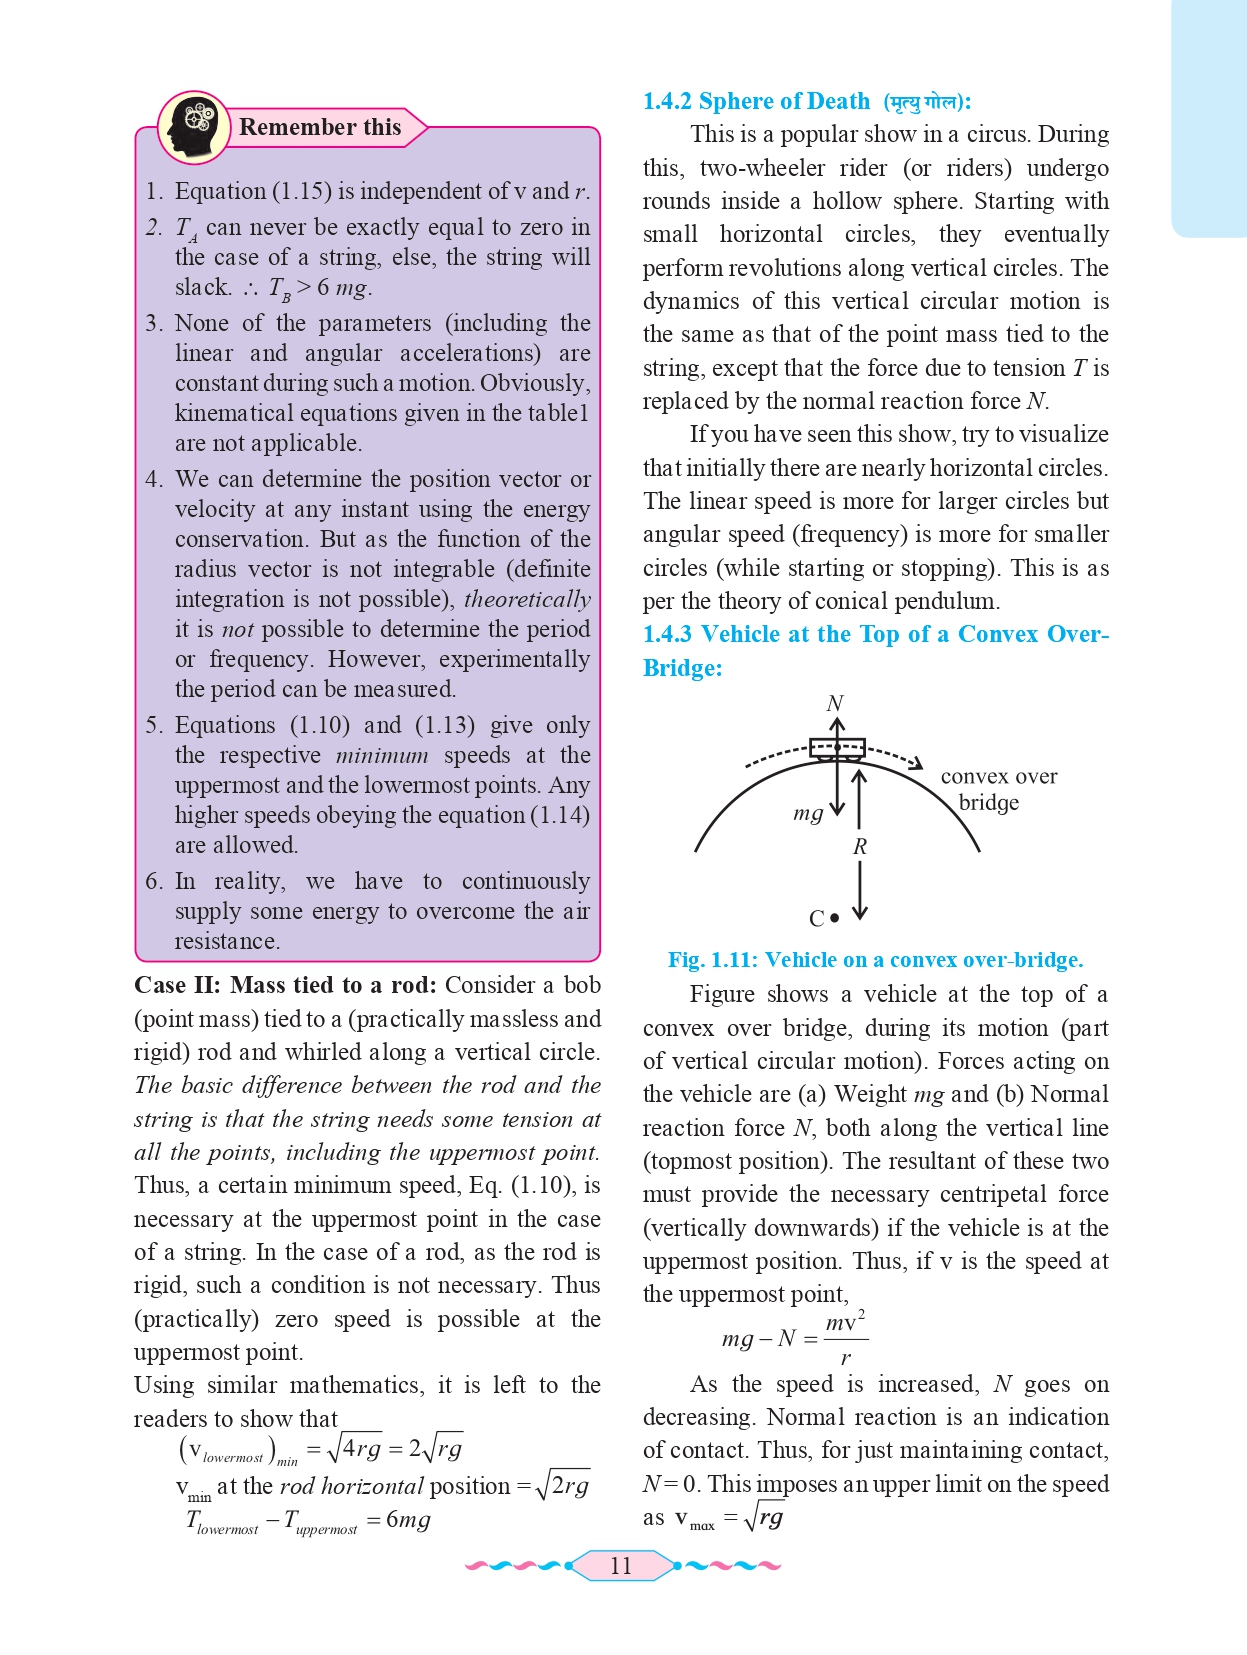 Remember this
1. Equation (1.15) is independent of v and r.
2. T_A can never be exactly equal to zero in
the case of a string, else, the string will
slack. ∴ T_B > 6 mg.
3. None of the parameters (including the
linear and angular accelerations) are
constant during such a motion. Obviously,
kinematical equations given in the table1
are not applicable.
4. We can determine the position vector or
velocity at any instant using the energy
conservation. But as the function of the
radius vector is not integrable (definite
integration is not possible), theoretically
it is not possible to determine the period
or frequency. However, experimentally
the period can be measured.
5. Equations (1.10) and (1.13) give only
the respective minimum speeds at the
uppermost and the lowermost points. Any
higher speeds obeying the equation (1.14)
are allowed.
6. In reality, we have to continuously
supply some energy to overcome the air
resistance.
Case II: Mass tied to a rod: Consider a bob
(point mass) tied to a (practically massless and
rigid) rod and whirled along a vertical circle.
The basic difference between the rod and the
string is that the string needs some tension at
all the points, including the uppermost point.
Thus, a certain minimum speed, Eq. (1.10), is
necessary at the uppermost point in the case
of a string. In the case of a rod, as the rod is
rigid, such a condition is not necessary. Thus
(practically) zero speed is possible at the
uppermost point.
Using similar mathematics, it is left to the
readers to show that
(v_lowermost)_min = √4rg = 2√rg
v_min at the rod horizontal position = √2rg
T_lowermost − T_uppermost = 6mg
1.4.2 Sphere of Death (मृत्यु गोल):
This is a popular show in a circus. During
this, two-wheeler rider (or riders) undergo
rounds inside a hollow sphere. Starting with
small horizontal circles, they eventually
perform revolutions along vertical circles. The
dynamics of this vertical circular motion is
the same as that of the point mass tied to the
string, except that the force due to tension T is
replaced by the normal reaction force N.
If you have seen this show, try to visualize
that initially there are nearly horizontal circles.
The linear speed is more for larger circles but
angular speed (frequency) is more for smaller
circles (while starting or stopping). This is as
per the theory of conical pendulum.
1.4.3 Vehicle at the Top of a Convex Over-
Bridge:
N
convex over
bridge
mg
R
C
Fig. 1.11: Vehicle on a convex over-bridge.
Figure shows a vehicle at the top of a
convex over bridge, during its motion (part
of vertical circular motion). Forces acting on
the vehicle are (a) Weight mg and (b) Normal
reaction force N, both along the vertical line
(topmost position). The resultant of these two
must provide the necessary centripetal force
(vertically downwards) if the vehicle is at the
uppermost position. Thus, if v is the speed at
the uppermost point,
mg − N = mv²/r
As the speed is increased, N goes on
decreasing. Normal reaction is an indication
of contact. Thus, for just maintaining contact,
N = 0. This imposes an upper limit on the speed
as v_max = √rg
11